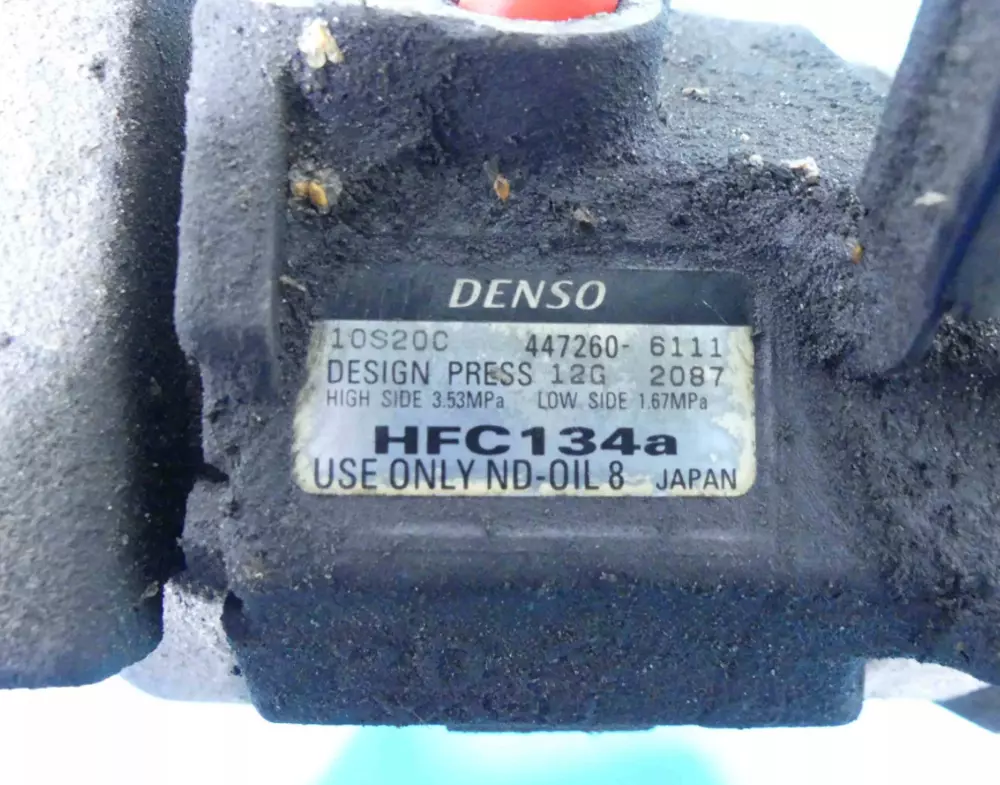 DENSO
10S20C 447260- 6111
DESIGN PRESS 12G 2087
HIGH SIDE 3.53MPa LOW SIDE 1.67MPa
HFC134a
USE ONLY ND-OIL 8 JAPAN